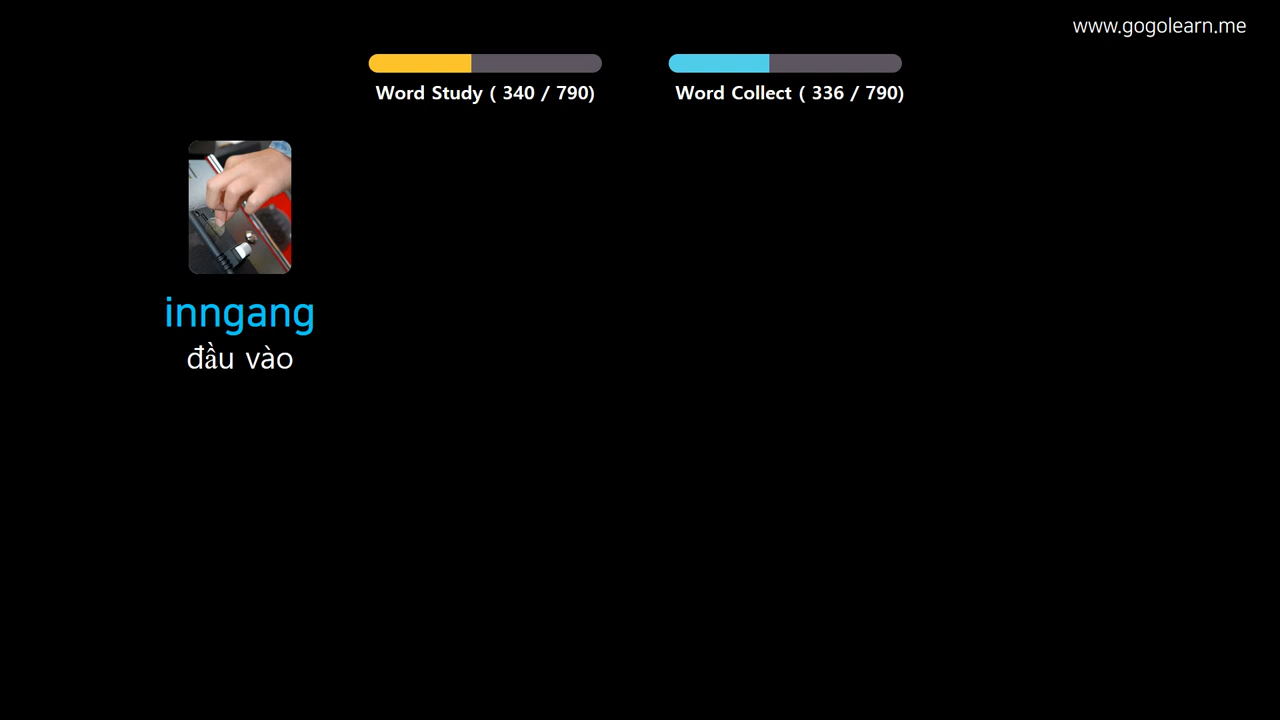 www.gogolearn.me
Word Study ( 340 / 790)
Word Collect ( 336 / 790)
inngang
đầu vào